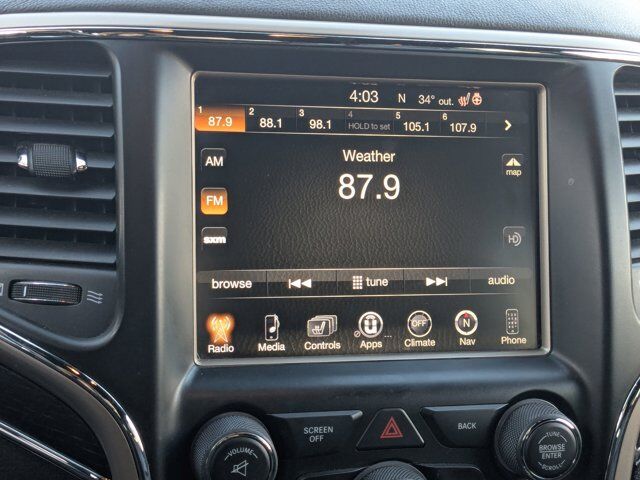 4:03 N 34° out.
1 87.9 2 88.1 3 98.1 4 HOLD to set 5 105.1 6 107.9
AM
Weather
map
FM
87.9
sxm
HD
browse tune audio
Radio Media Controls OFF Apps Climate N Nav Phone
SCREEN OFF
BACK
VOLUME
TUNE
BROWSE
ENTER
SCROLL